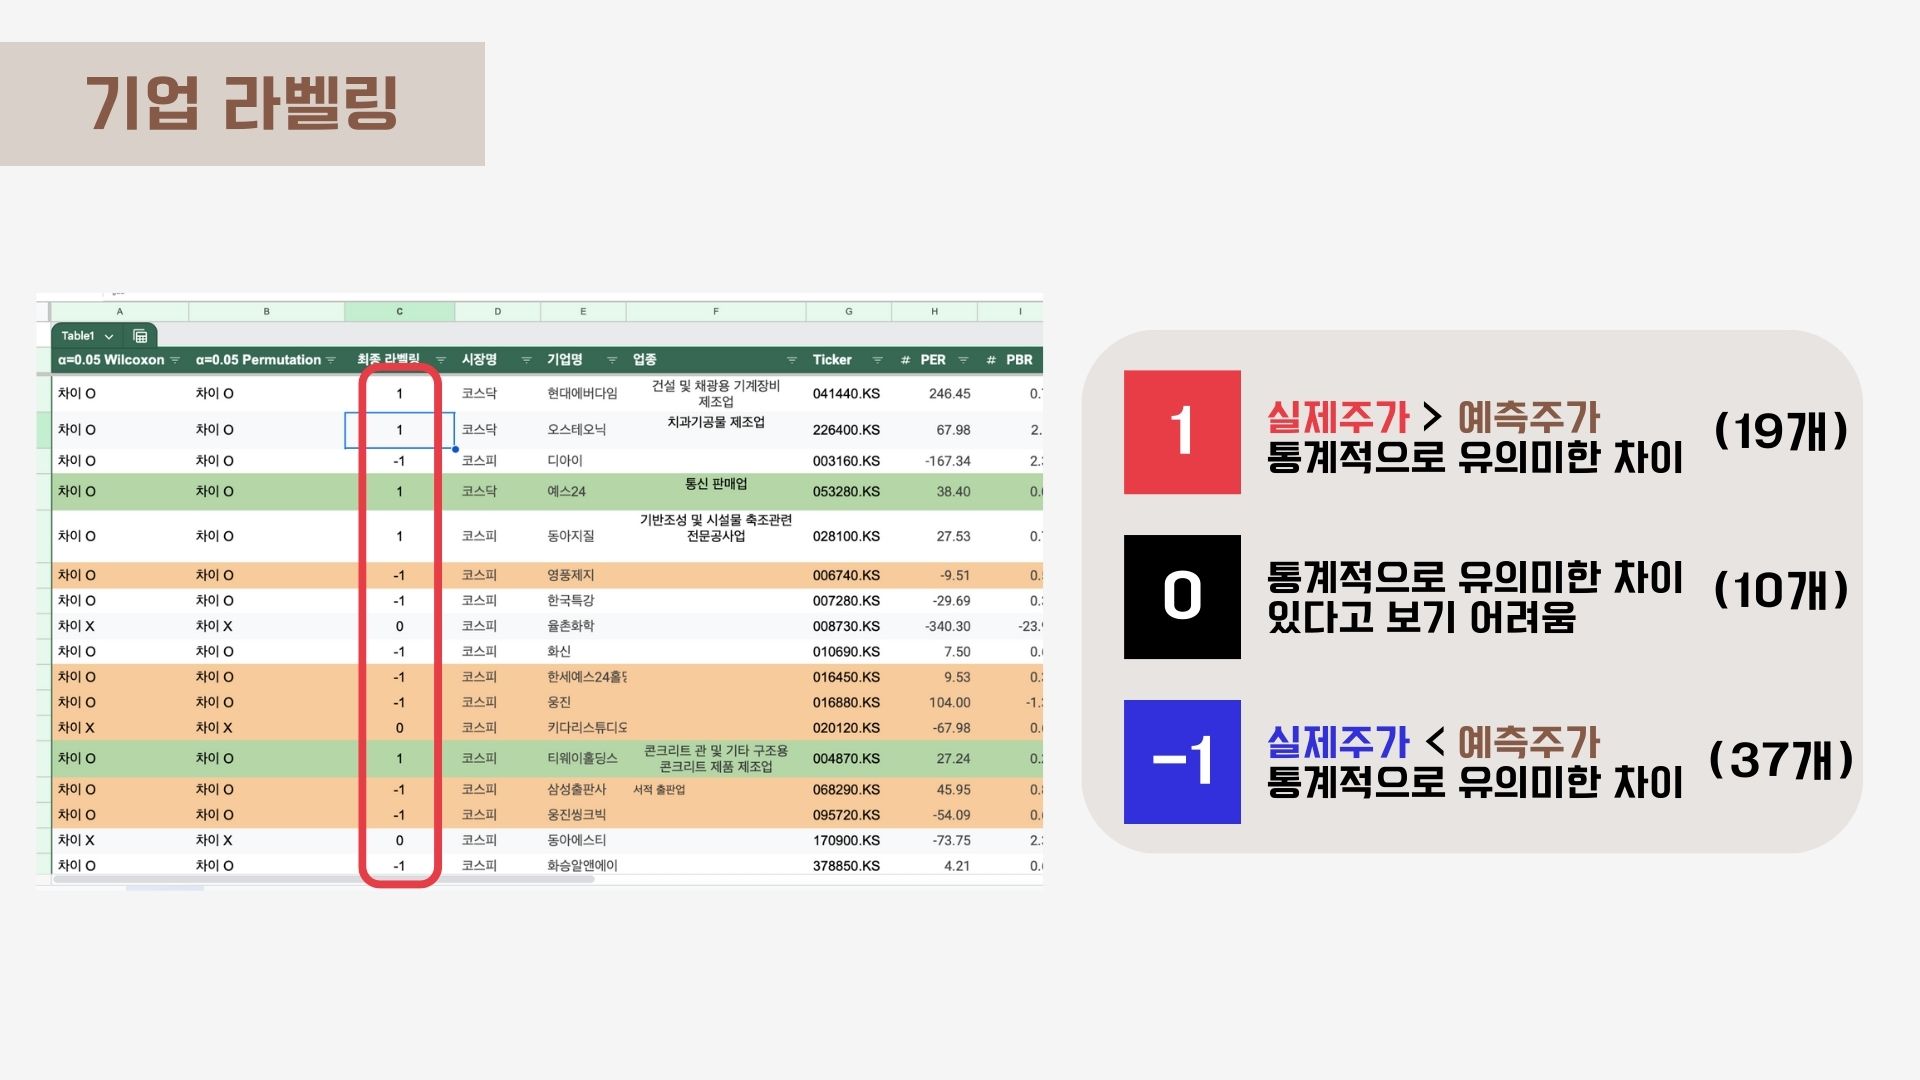 기업 라벨링
A B C D E F G H I
Table1
α=0.05 Wilcoxon α=0.05 Permutation 최종 라벨링 시장명 기업명 업종 Ticker # PER # PBR
차이 O 차이 O 1 코스닥 현대에버다임 건설 및 채광용 기계장비 제조업 041440.KS 246.45 0.
차이 O 차이 O 1 코스닥 오스테오닉 치과기공물 제조업 226400.KS 67.98 2.
차이 O 차이 O -1 코스피 디아이 003160.KS -167.34 2.
차이 O 차이 O 1 코스닥 예스24 통신 판매업 053280.KS 38.40 0.
차이 O 차이 O 1 코스피 동아지질 기반조성 및 시설물 축조관련 전문공사업 028100.KS 27.53 0.
차이 O 차이 O -1 코스피 영풍제지 006740.KS -9.51 0.
차이 O 차이 O -1 코스피 한국특강 007280.KS -29.69 0.
차이 X 차이 X 0 코스피 율촌화학 008730.KS -340.30 -23.
차이 O 차이 O -1 코스피 화신 010690.KS 7.50 0.
차이 O 차이 O -1 코스피 한세예스24홀 016450.KS 9.53 0.
차이 O 차이 O -1 코스피 웅진 016880.KS 104.00 -1.
차이 X 차이 X 0 코스피 키다리스튜디오 020120.KS -67.98 0.
차이 O 차이 O 1 코스피 티웨이홀딩스 콘크리트 관 및 기타 구조용 콘크리트 제품 제조업 004870.KS 27.24 0.
차이 O 차이 O -1 코스피 삼성출판사 서적 출판업 068290.KS 45.95 0.
차이 O 차이 O -1 코스피 웅진씽크빅 095720.KS -54.09 0.
차이 X 차이 X 0 코스피 동아에스티 170900.KS -73.75 2.
차이 O 차이 O -1 코스피 화승알앤에이 378850.KS 4.21 0.
1
실제주가 > 예측주가
통계적으로 유의미한 차이
(19개)
0
통계적으로 유의미한 차이
있다고 보기 어려움
(10개)
-1
실제주가 < 예측주가
통계적으로 유의미한 차이
(37개)